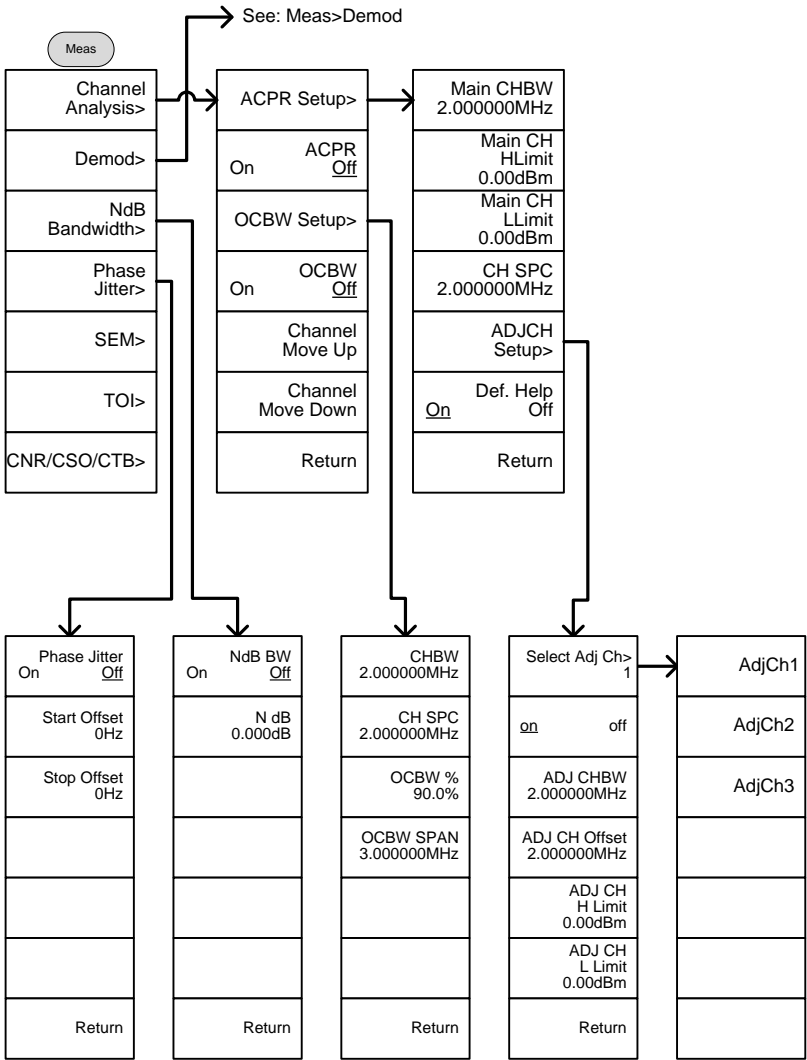 See: Meas>Demod
Meas
Channel
Analysis>
Demod>
NdB
Bandwidth>
Phase
Jitter>
SEM>
TOI>
CNR/CSO/CTB>
ACPR Setup>
ACPR
On Off
OCBW Setup>
OCBW
On Off
Channel
Move Up
Channel
Move Down
Return
Main CHBW
2.000000MHz
Main CH
HLimit
0.00dBm
Main CH
LLimit
0.00dBm
CH SPC
2.000000MHz
ADJCH
Setup>
Def. Help
On Off
Return
Phase Jitter
On Off
Start Offset
0Hz
Stop Offset
0Hz
Return
NdB BW
On Off
N dB
0.000dB
Return
CHBW
2.000000MHz
CH SPC
2.000000MHz
OCBW %
90.0%
OCBW SPAN
3.000000MHz
Return
Select Adj Ch>
1
on off
ADJ CHBW
2.000000MHz
ADJ CH Offset
2.000000MHz
ADJ CH
H Limit
0.00dBm
ADJ CH
L Limit
0.00dBm
Return
AdjCh1
AdjCh2
AdjCh3